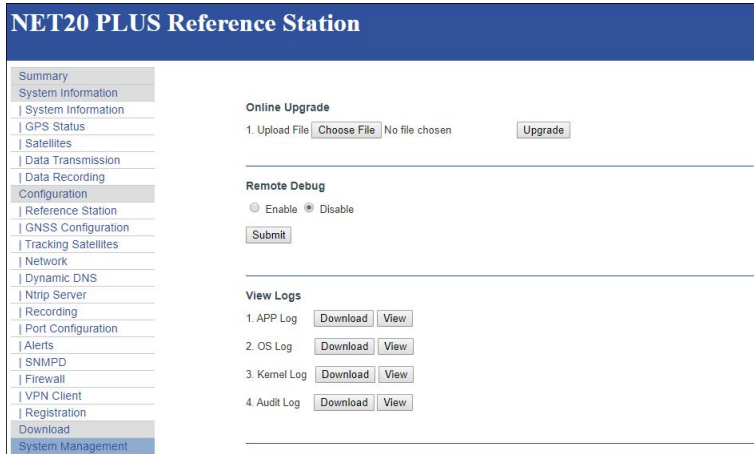 NET20 PLUS Reference Station
Summary
System Information
| System Information
| GPS Status
| Satellites
| Data Transmission
| Data Recording
Configuration
| Reference Station
| GNSS Configuration
| Tracking Satellites
| Network
| Dynamic DNS
| Ntrip Server
| Recording
| Port Configuration
| Alerts
| SNMPD
| Firewall
| VPN Client
| Registration
Download
System Management
Online Upgrade
1. Upload File Choose File No file chosen Upgrade
Remote Debug
Enable Disable
Submit
View Logs
1. APP Log Download View
2. OS Log Download View
3. Kernel Log Download View
4. Audit Log Download View